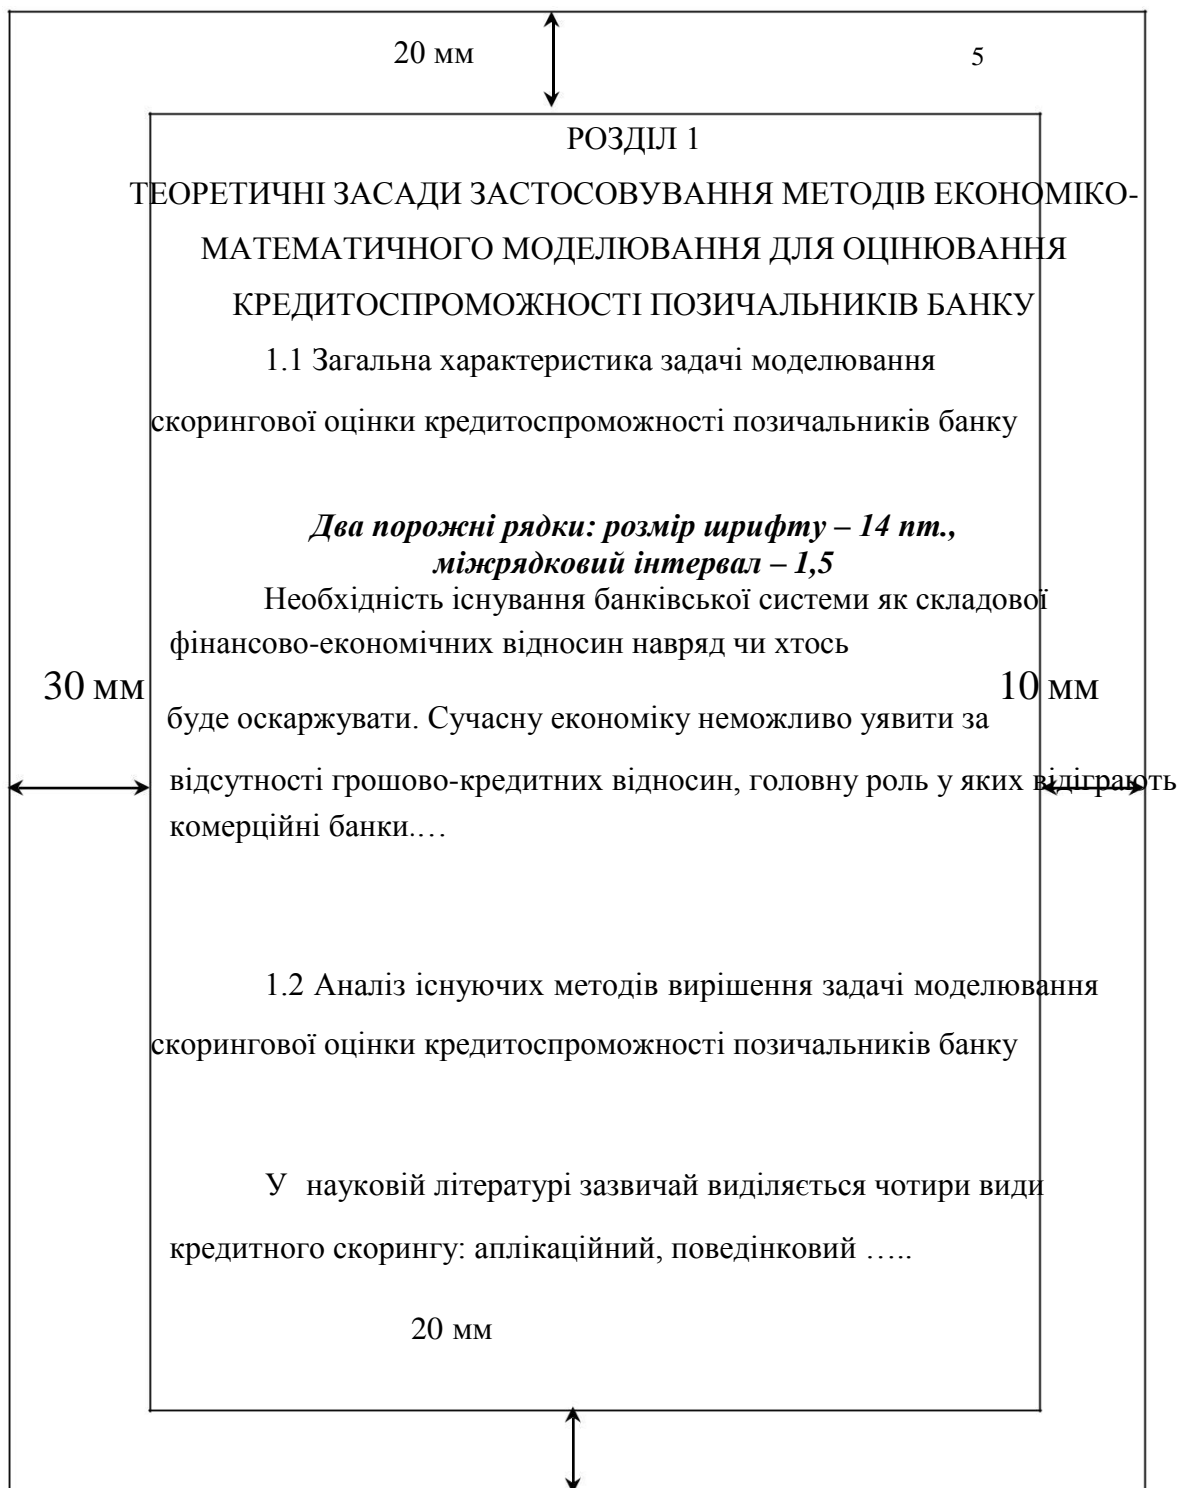 20 мм
5
РОЗДІЛ 1
ТЕОРЕТИЧНІ ЗАСАДИ ЗАСТОСОВУВАННЯ МЕТОДІВ ЕКОНОМІКО-
МАТЕМАТИЧНОГО МОДЕЛЮВАННЯ ДЛЯ ОЦІНЮВАННЯ
КРЕДИТОСПРОМОЖНОСТІ ПОЗИЧАЛЬНИКІВ БАНКУ
1.1 Загальна характеристика задачі моделювання
скорингової оцінки кредитоспроможності позичальників банку
Два порожні рядки: розмір шрифту – 14 пт.,
міжрядковий інтервал – 1,5
Необхідність існування банківської системи як складової
фінансово-економічних відносин навряд чи хтось
30 мм
10 мм
буде оскаржувати. Сучасну економіку неможливо уявити за
відсутності грошово-кредитних відносин, головну роль у яких відіграють
комерційні банки.…
1.2 Аналіз існуючих методів вирішення задачі моделювання
скорингової оцінки кредитоспроможності позичальників банку
У науковій літературі зазвичай виділяється чотири види
кредитного скорингу: аплікаційний, поведінковий …..
20 мм